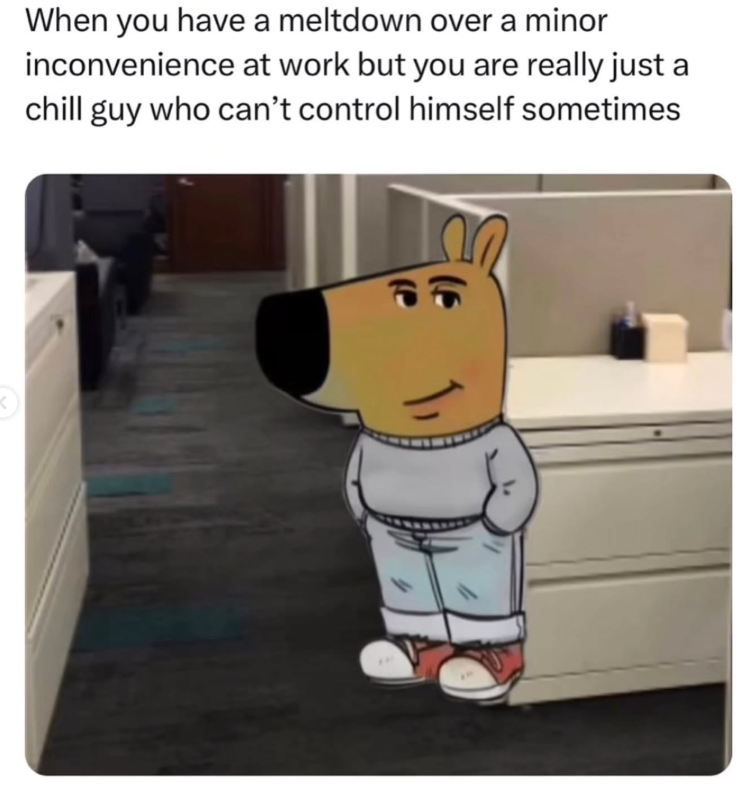 When you have a meltdown over a minor
inconvenience at work but you are really just a
chill guy who can’t control himself sometimes